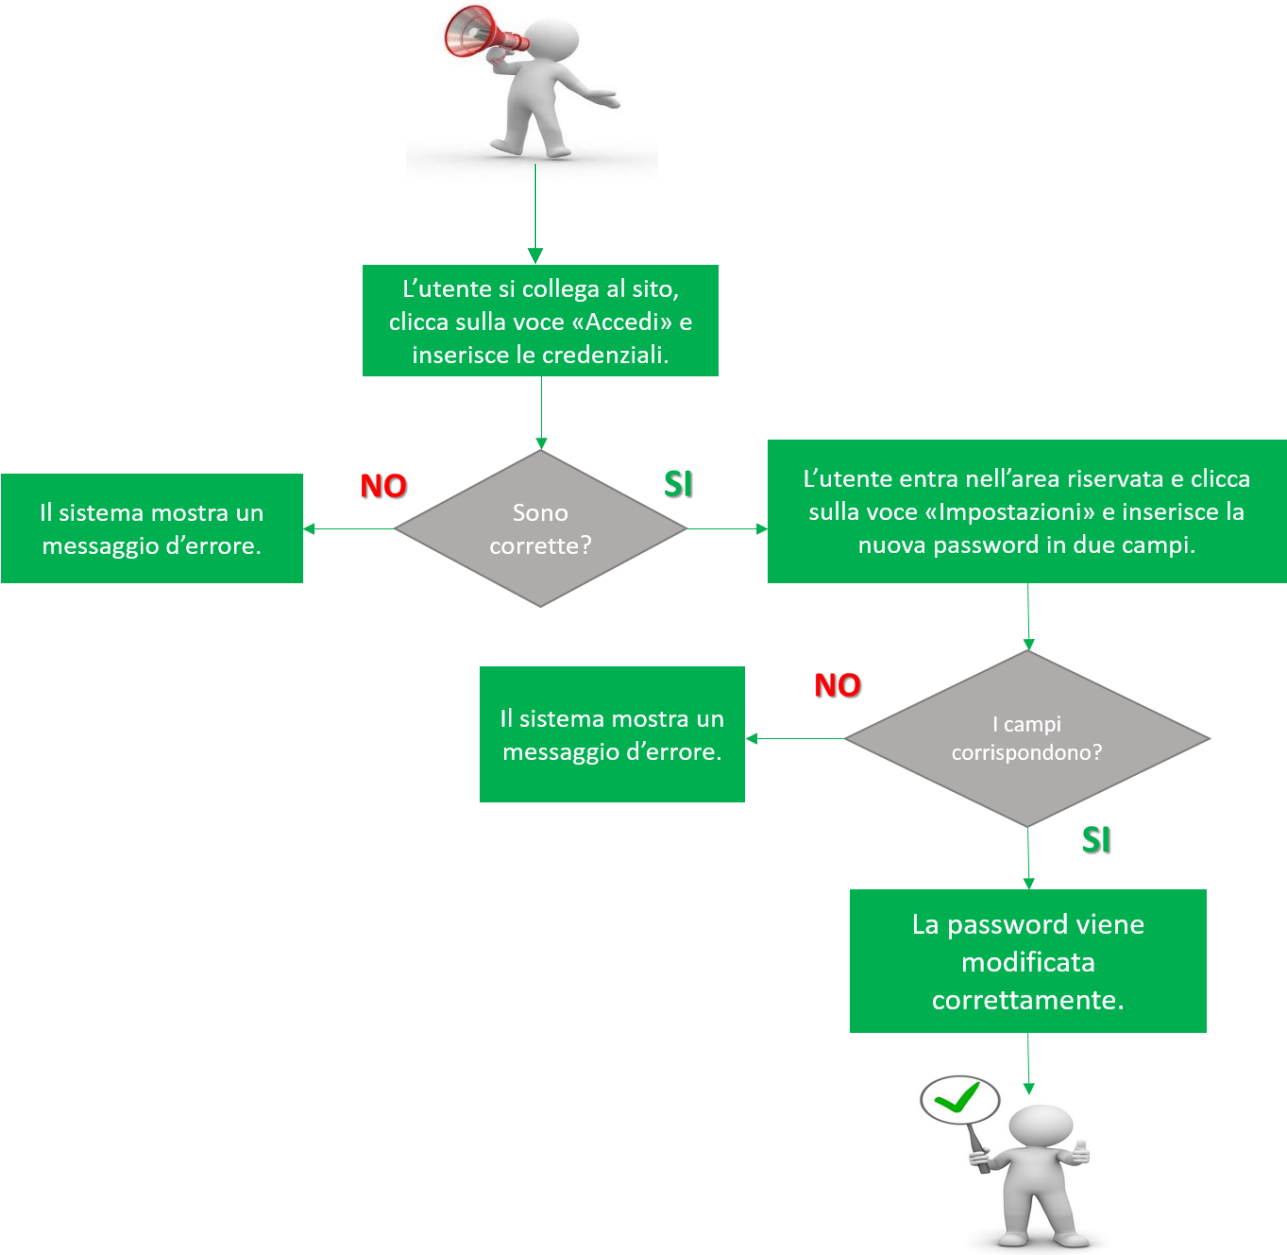 L’utente si collega al sito,
clicca sulla voce «Accedi» e
inserisce le credenziali.
NO
SI
Sono
corrette?
Il sistema mostra un
messaggio d’errore.
L’utente entra nell’area riservata e clicca
sulla voce «Impostazioni» e inserisce la
nuova password in due campi.
NO
I campi
corrispondono?
Il sistema mostra un
messaggio d’errore.
SI
La password viene
modificata
correttamente.